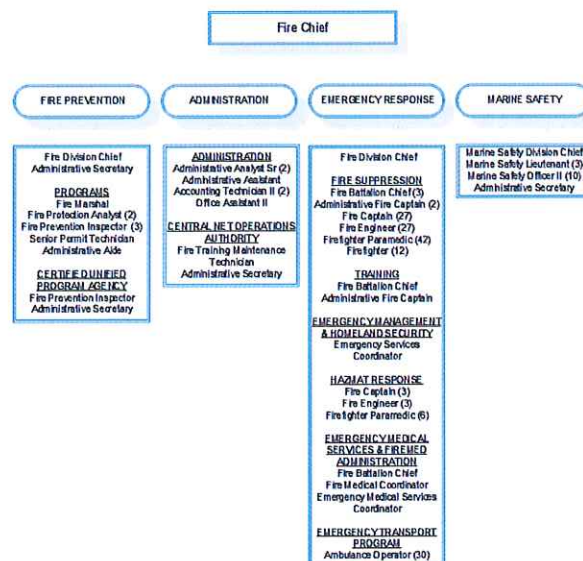 Fire Chief
FIRE PREVENTION
Fire Division Chief
Administrative Secretary
PROGRAMS
Fire Marshal
Fire Protection Analyst (2)
Fire Prevention Inspector (3)
Senior Permit Technician
Administrative Aide
CERTIFIED UNIFIED
PROGRAM AGENCY
Fire Prevention Inspector
Administrative Secretary
ADMINISTRATION
ADMINISTRATION
Administrative Analyst Sr (2)
Administrative Assistant
Accounting Technician II (2)
Office Assistant II
CENTRAL NET OPERATIONS
AUTHORITY
Fire Training Maintenance
Technician
Administrative Secretary
EMERGENCY RESPONSE
Fire Division Chief
FIRE SUPPRESSION
Fire Battalion Chief (3)
Administrative Fire Captain (2)
Fire Captain (27)
Fire Engineer (27)
Firefighter Paramedic (42)
Firefighter (12)
TRAINING
Fire Battalion Chief
Administrative Fire Captain
EMERGENCY MANAGEMENT
& HOMELAND SECURITY
Emergency Services
Coordinator
HAZMAT RESPONSE
Fire Captain (3)
Fire Engineer (3)
Firefighter Paramedic (6)
EMERGENCY MEDICAL
SERVICES & FIREMED
ADMINISTRATION
Fire Battalion Chief
Fire Medical Coordinator
Emergency Medical Services
Coordinator
EMERGENCY TRANSPORT
PROGRAM
Ambulance Operator (30)
MARINE SAFETY
Marine Safety Division Chief
Marine Safety Lieutenant (3)
Marine Safety Officer II (10)
Administrative Secretary